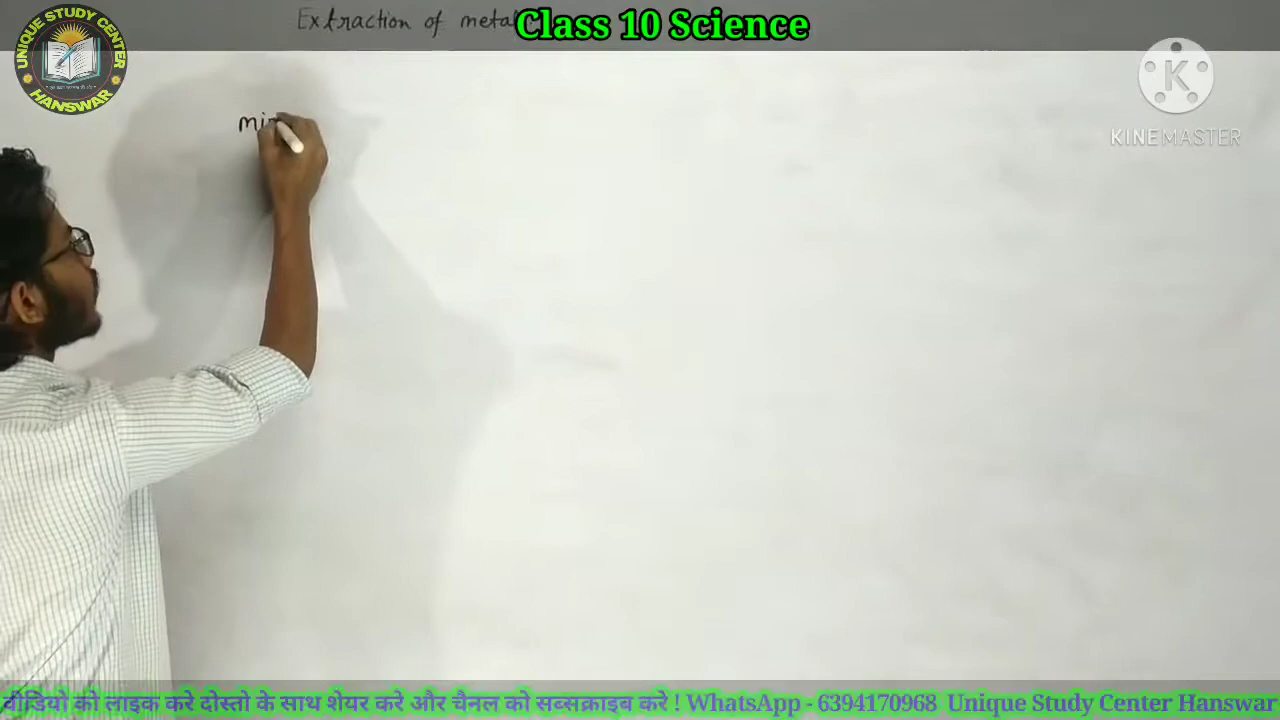 Extraction of metal
Class 10 Science
UNIQUE STUDY CENTER
HANSWAR
K
KINEMASTER
mi
वीडियो को लाइक करे दोस्तो के साथ शेयर करे और चैनल को सब्सक्राइब करे ! WhatsApp - 6394170968 Unique Study Center Hanswar